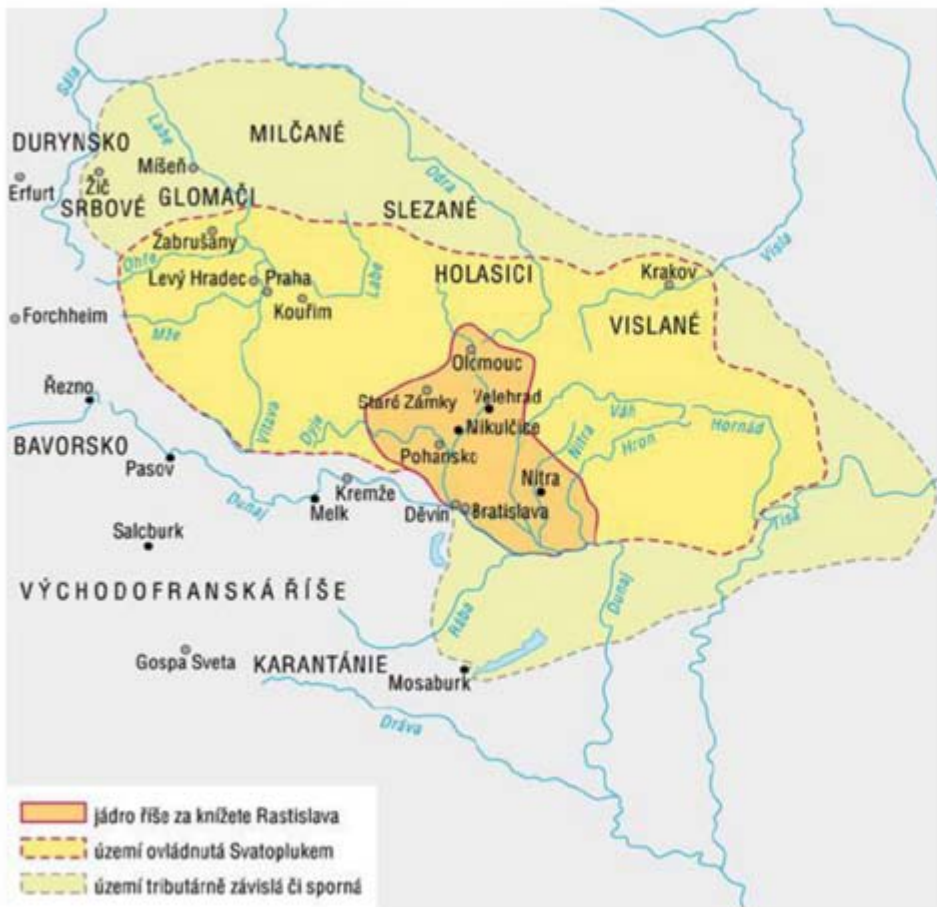 Sála
DURYNSKO
MILČANÉ
Labe
Míšeň
Odra
Erfurt
Žič
GLOMAČI
SRBOVÉ
SLEZANÉ
Zabrušany
Visla
Ohře
HOLASICI
Levý Hradec
Praha
Labe
Krakov
Kouřim
Forchheim
Mže
VISLANÉ
Olomouc
Řezno
Staré Zámky
Velehrad
Váh
Vltava
Dyje
Nitra
Hron
Hornád
BAVORSKO
Nikulčice
Pohansko
Pasov
Nitra
Kremže
Dunaj
Melk
Děvín
Bratislava
Tisa
Salcburk
VÝCHODOFRANSKÁ ŘÍŠE
Dunaj
Rába
Gospa Sveta
KARANTÁNIE
Mosaburk
Dráva
jádro říše za knížete Rastislava
území ovládnutá Svatoplukem
území tributárně závislá či sporná